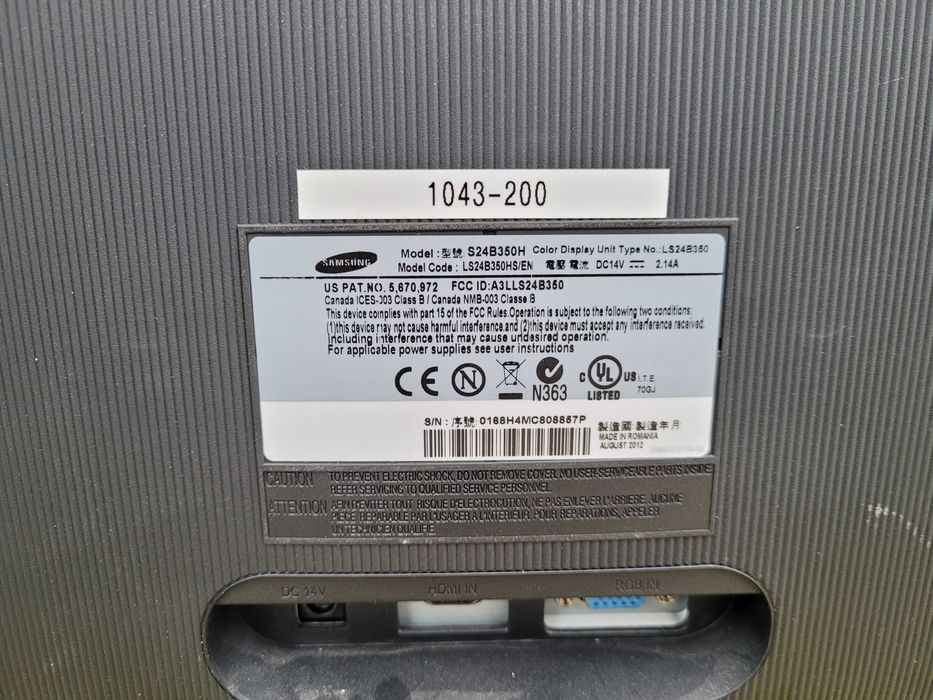 1043-200
SAMSUNG
Model : 型號: S24B350H Color Display Unit Type No.: LS24B350
Model Code : LS24B350HS/EN 電壓 電流 DC14V ⎓ 2.14A
US PAT.NO. 5,670,972 FCC ID:A3LLS24B350
Canada ICES-003 Class B / Canada NMB-003 Classe B
This device complies with part 15 of the FCC Rules.Operation is subject to the following two conditions:
(1)this device may not cause harmful interference,and (2)this device must accept any interference received.
Including interference that may cause undesired operation.
For applicable power supplies see user instructions
CE N N363 C UL US I.T.E.
LISTED 70GJ
S/N : 序號: 0168H4MC808857P 製造國 製造年月
MADE IN ROMANIA
AUGUST 2012
CAUTION TO PREVENT ELECTRIC SHOCK, DO NOT REMOVE COVER. NO USER-SERVICEABLE PARTS INSIDE
REFER SERVICING TO QUALIFIED SERVICE PERSONNEL.
ATTENTION AFIN D'EVITER TOUT RISQUE D'ELECTROCUTION, NE PAS ENLEVER L'ARRIERE. AUCUNE
PIECE REPARABLE PAR L'USAGER A L'INTERIEUR. POUR REPARATIONS, APPELER
UN TECHNICIEN QUALIFIE.
DC 14V HDMI IN RGB IN